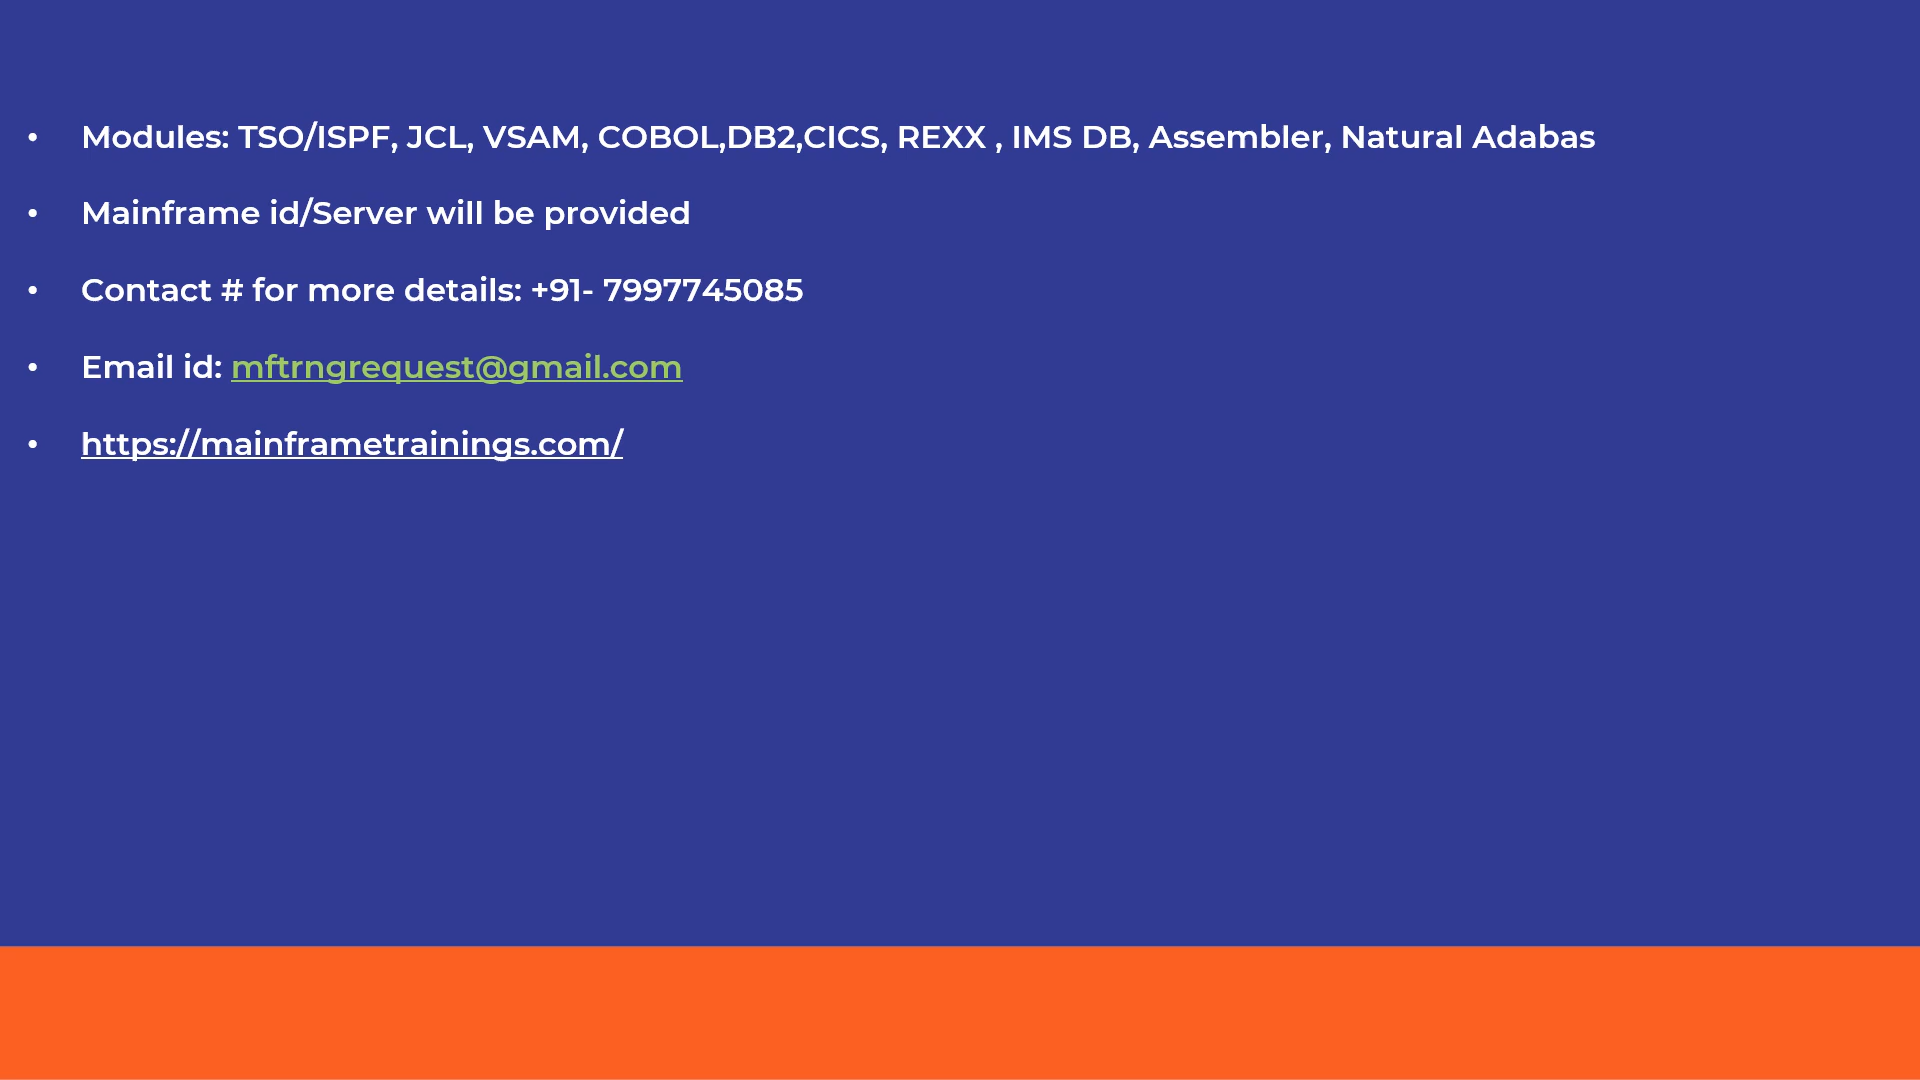 • Modules: TSO/ISPF, JCL, VSAM, COBOL,DB2,CICS, REXX , IMS DB, Assembler, Natural Adabas
• Mainframe id/Server will be provided
• Contact # for more details: +91- 7997745085
• Email id: mftrngrequest@gmail.com
• https://mainframetrainings.com/